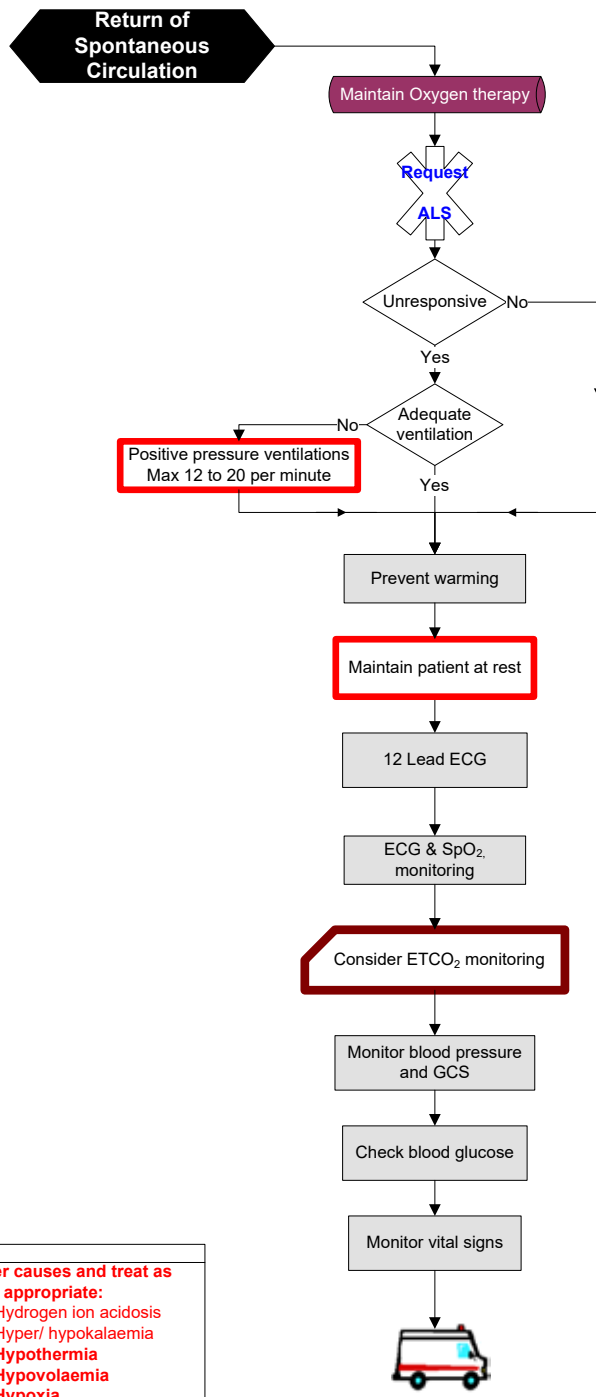 Return of
Spontaneous
Circulation
Maintain Oxygen therapy
Request
ALS
Unresponsive
No
Yes
Adequate
ventilation
No
Positive pressure ventilations
Max 12 to 20 per minute
Yes
Prevent warming
Maintain patient at rest
12 Lead ECG
ECG & SpO₂,
monitoring
Consider ETCO₂ monitoring
Monitor blood pressure
and GCS
Check blood glucose
Monitor vital signs
causes and treat as
appropriate:
Hydrogen ion acidosis
Hyper/ hypokalaemia
Hypothermia
Hypovolaemia
Hypoxia